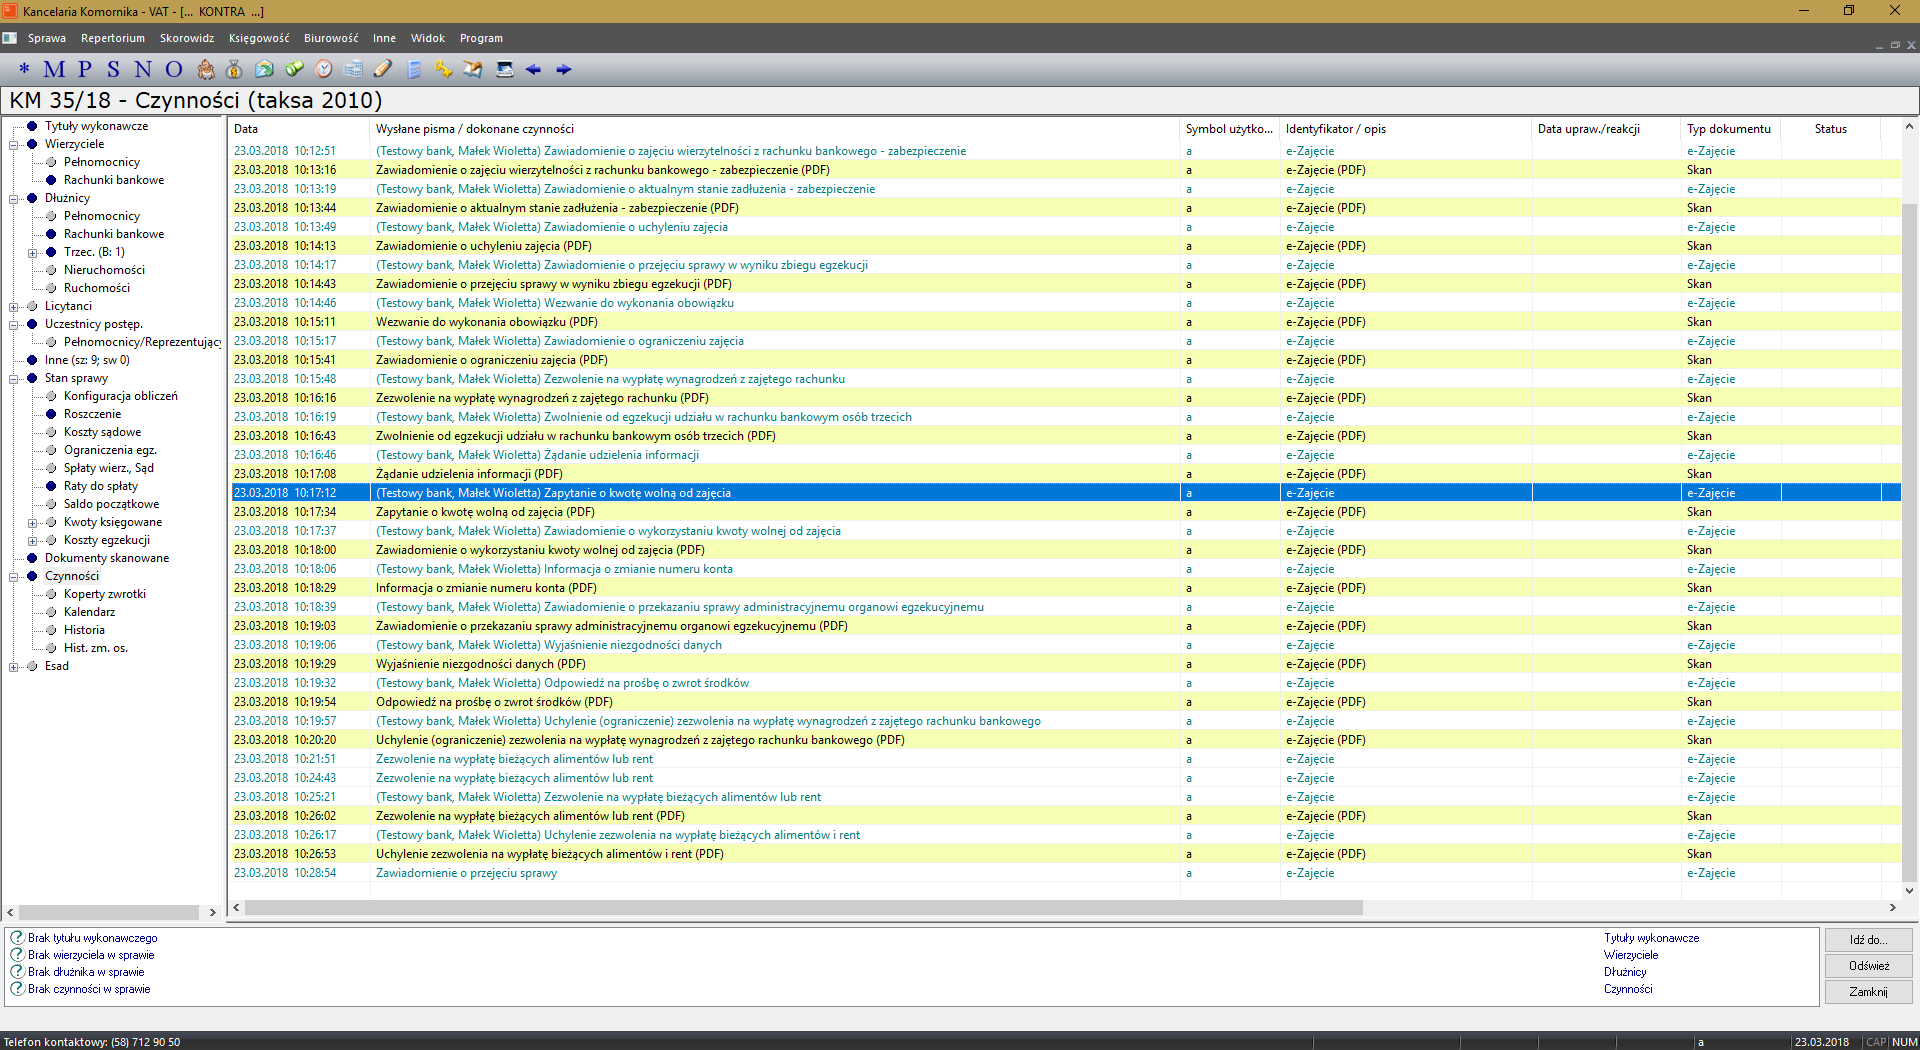 Kancelaria Komornika - VAT - [... KONTRA ...]
Sprawa Repertorium Skorowidz Księgowość Biurowość Inne Widok Program
* M P S N O
KM 35/18 - Czynności (taksa 2010)
Tytuły wykonawcze
Wierzyciele
Pełnomocnicy
Rachunki bankowe
Dłużnicy
Pełnomocnicy
Rachunki bankowe
Trzec. (B: 1)
Nieruchomości
Ruchomości
Licytanci
Uczestnicy postęp.
Pełnomocnicy/Reprezentując
Inne (sz: 9; sw 0)
Stan sprawy
Konfiguracja obliczeń
Roszczenie
Koszty sądowe
Ograniczenia egz.
Spłaty wierz., Sąd
Raty do spłaty
Saldo początkowe
Kwoty księgowane
Koszty egzekucji
Dokumenty skanowane
Czynności
Koperty zwrotki
Kalendarz
Historia
Hist. zm. os.
Esad
Data Wysłane pisma / dokonane czynności Symbol użytko... Identyfikator / opis Data upraw./reakcji Typ dokumentu Status
23.03.2018 10:12:51 (Testowy bank, Małek Wioletta) Zawiadomienie o zajęciu wierzytelności z rachunku bankowego - zabezpieczenie a e-Zajęcie e-Zajęcie
23.03.2018 10:13:16 Zawiadomienie o zajęciu wierzytelności z rachunku bankowego - zabezpieczenie (PDF) a e-Zajęcie (PDF) Skan
23.03.2018 10:13:19 (Testowy bank, Małek Wioletta) Zawiadomienie o aktualnym stanie zadłużenia - zabezpieczenie a e-Zajęcie e-Zajęcie
23.03.2018 10:13:44 Zawiadomienie o aktualnym stanie zadłużenia - zabezpieczenie (PDF) a e-Zajęcie (PDF) Skan
23.03.2018 10:13:49 (Testowy bank, Małek Wioletta) Zawiadomienie o uchyleniu zajęcia a e-Zajęcie e-Zajęcie
23.03.2018 10:14:13 Zawiadomienie o uchyleniu zajęcia (PDF) a e-Zajęcie (PDF) Skan
23.03.2018 10:14:17 (Testowy bank, Małek Wioletta) Zawiadomienie o przejęciu sprawy w wyniku zbiegu egzekucji a e-Zajęcie e-Zajęcie
23.03.2018 10:14:43 Zawiadomienie o przejęciu sprawy w wyniku zbiegu egzekucji (PDF) a e-Zajęcie (PDF) Skan
23.03.2018 10:14:46 (Testowy bank, Małek Wioletta) Wezwanie do wykonania obowiązku a e-Zajęcie e-Zajęcie
23.03.2018 10:15:11 Wezwanie do wykonania obowiązku (PDF) a e-Zajęcie (PDF) Skan
23.03.2018 10:15:17 (Testowy bank, Małek Wioletta) Zawiadomienie o ograniczeniu zajęcia a e-Zajęcie e-Zajęcie
23.03.2018 10:15:41 Zawiadomienie o ograniczeniu zajęcia (PDF) a e-Zajęcie (PDF) Skan
23.03.2018 10:15:48 (Testowy bank, Małek Wioletta) Zezwolenie na wypłatę wynagrodzeń z zajętego rachunku a e-Zajęcie e-Zajęcie
23.03.2018 10:16:16 Zezwolenie na wypłatę wynagrodzeń z zajętego rachunku (PDF) a e-Zajęcie (PDF) Skan
23.03.2018 10:16:19 (Testowy bank, Małek Wioletta) Zwolnienie od egzekucji udziału w rachunku bankowym osób trzecich a e-Zajęcie e-Zajęcie
23.03.2018 10:16:43 Zwolnienie od egzekucji udziału w rachunku bankowym osób trzecich (PDF) a e-Zajęcie (PDF) Skan
23.03.2018 10:16:46 (Testowy bank, Małek Wioletta) Żądanie udzielenia informacji a e-Zajęcie e-Zajęcie
23.03.2018 10:17:08 Żądanie udzielenia informacji (PDF) a e-Zajęcie (PDF) Skan
23.03.2018 10:17:12 (Testowy bank, Małek Wioletta) Zapytanie o kwotę wolną od zajęcia a e-Zajęcie e-Zajęcie
23.03.2018 10:17:34 Zapytanie o kwotę wolną od zajęcia (PDF) a e-Zajęcie (PDF) Skan
23.03.2018 10:17:37 (Testowy bank, Małek Wioletta) Zawiadomienie o wykorzystaniu kwoty wolnej od zajęcia a e-Zajęcie e-Zajęcie
23.03.2018 10:18:00 Zawiadomienie o wykorzystaniu kwoty wolnej od zajęcia (PDF) a e-Zajęcie (PDF) Skan
23.03.2018 10:18:06 (Testowy bank, Małek Wioletta) Informacja o zmianie numeru konta a e-Zajęcie e-Zajęcie
23.03.2018 10:18:29 Informacja o zmianie numeru konta (PDF) a e-Zajęcie (PDF) Skan
23.03.2018 10:18:39 (Testowy bank, Małek Wioletta) Zawiadomienie o przekazaniu sprawy administracyjnemu organowi egzekucyjnemu a e-Zajęcie e-Zajęcie
23.03.2018 10:19:03 Zawiadomienie o przekazaniu sprawy administracyjnemu organowi egzekucyjnemu (PDF) a e-Zajęcie (PDF) Skan
23.03.2018 10:19:06 (Testowy bank, Małek Wioletta) Wyjaśnienie niezgodności danych a e-Zajęcie e-Zajęcie
23.03.2018 10:19:29 Wyjaśnienie niezgodności danych (PDF) a e-Zajęcie (PDF) Skan
23.03.2018 10:19:32 (Testowy bank, Małek Wioletta) Odpowiedź na prośbę o zwrot środków a e-Zajęcie e-Zajęcie
23.03.2018 10:19:54 Odpowiedź na prośbę o zwrot środków (PDF) a e-Zajęcie (PDF) Skan
23.03.2018 10:19:57 (Testowy bank, Małek Wioletta) Uchylenie (ograniczenie) zezwolenia na wypłatę wynagrodzeń z zajętego rachunku bankowego a e-Zajęcie e-Zajęcie
23.03.2018 10:20:20 Uchylenie (ograniczenie) zezwolenia na wypłatę wynagrodzeń z zajętego rachunku bankowego (PDF) a e-Zajęcie (PDF) Skan
23.03.2018 10:21:51 Zezwolenie na wypłatę bieżących alimentów lub rent a e-Zajęcie e-Zajęcie
23.03.2018 10:24:43 Zezwolenie na wypłatę bieżących alimentów lub rent a e-Zajęcie e-Zajęcie
23.03.2018 10:25:21 (Testowy bank, Małek Wioletta) Zezwolenie na wypłatę bieżących alimentów lub rent a e-Zajęcie e-Zajęcie
23.03.2018 10:26:02 Zezwolenie na wypłatę bieżących alimentów lub rent (PDF) a e-Zajęcie (PDF) Skan
23.03.2018 10:26:17 (Testowy bank, Małek Wioletta) Uchylenie zezwolenia na wypłatę bieżących alimentów i rent a e-Zajęcie e-Zajęcie
23.03.2018 10:26:53 Uchylenie zezwolenia na wypłatę bieżących alimentów i rent (PDF) a e-Zajęcie (PDF) Skan
23.03.2018 10:28:54 Zawiadomienie o przejęciu sprawy a e-Zajęcie e-Zajęcie
Brak tytułu wykonawczego Tytuły wykonawcze
Brak wierzyciela w sprawie Wierzyciele
Brak dłużnika w sprawie Dłużnicy
Brak czynności w sprawie Czynności
Idź do...
Odśwież
Zamknij
Telefon kontaktowy: (58) 712 90 50 a 23.03.2018 CAP NUM